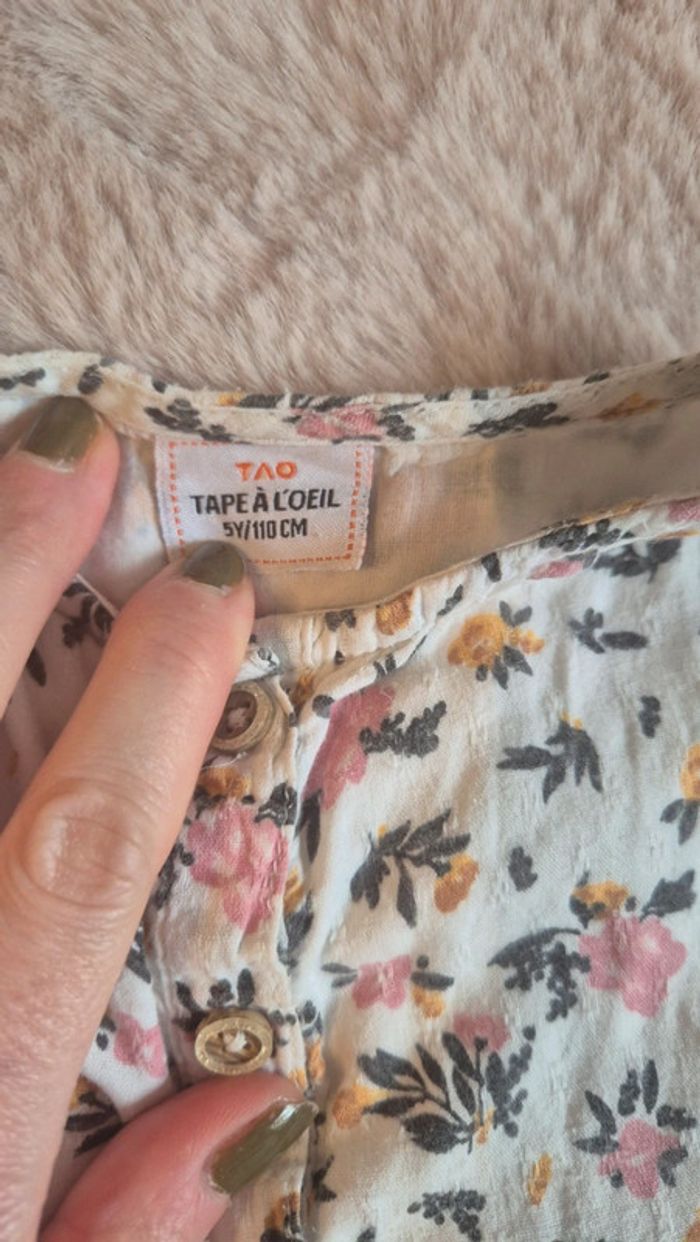 TAO
TAPE À L'OEIL
5Y/110 CM